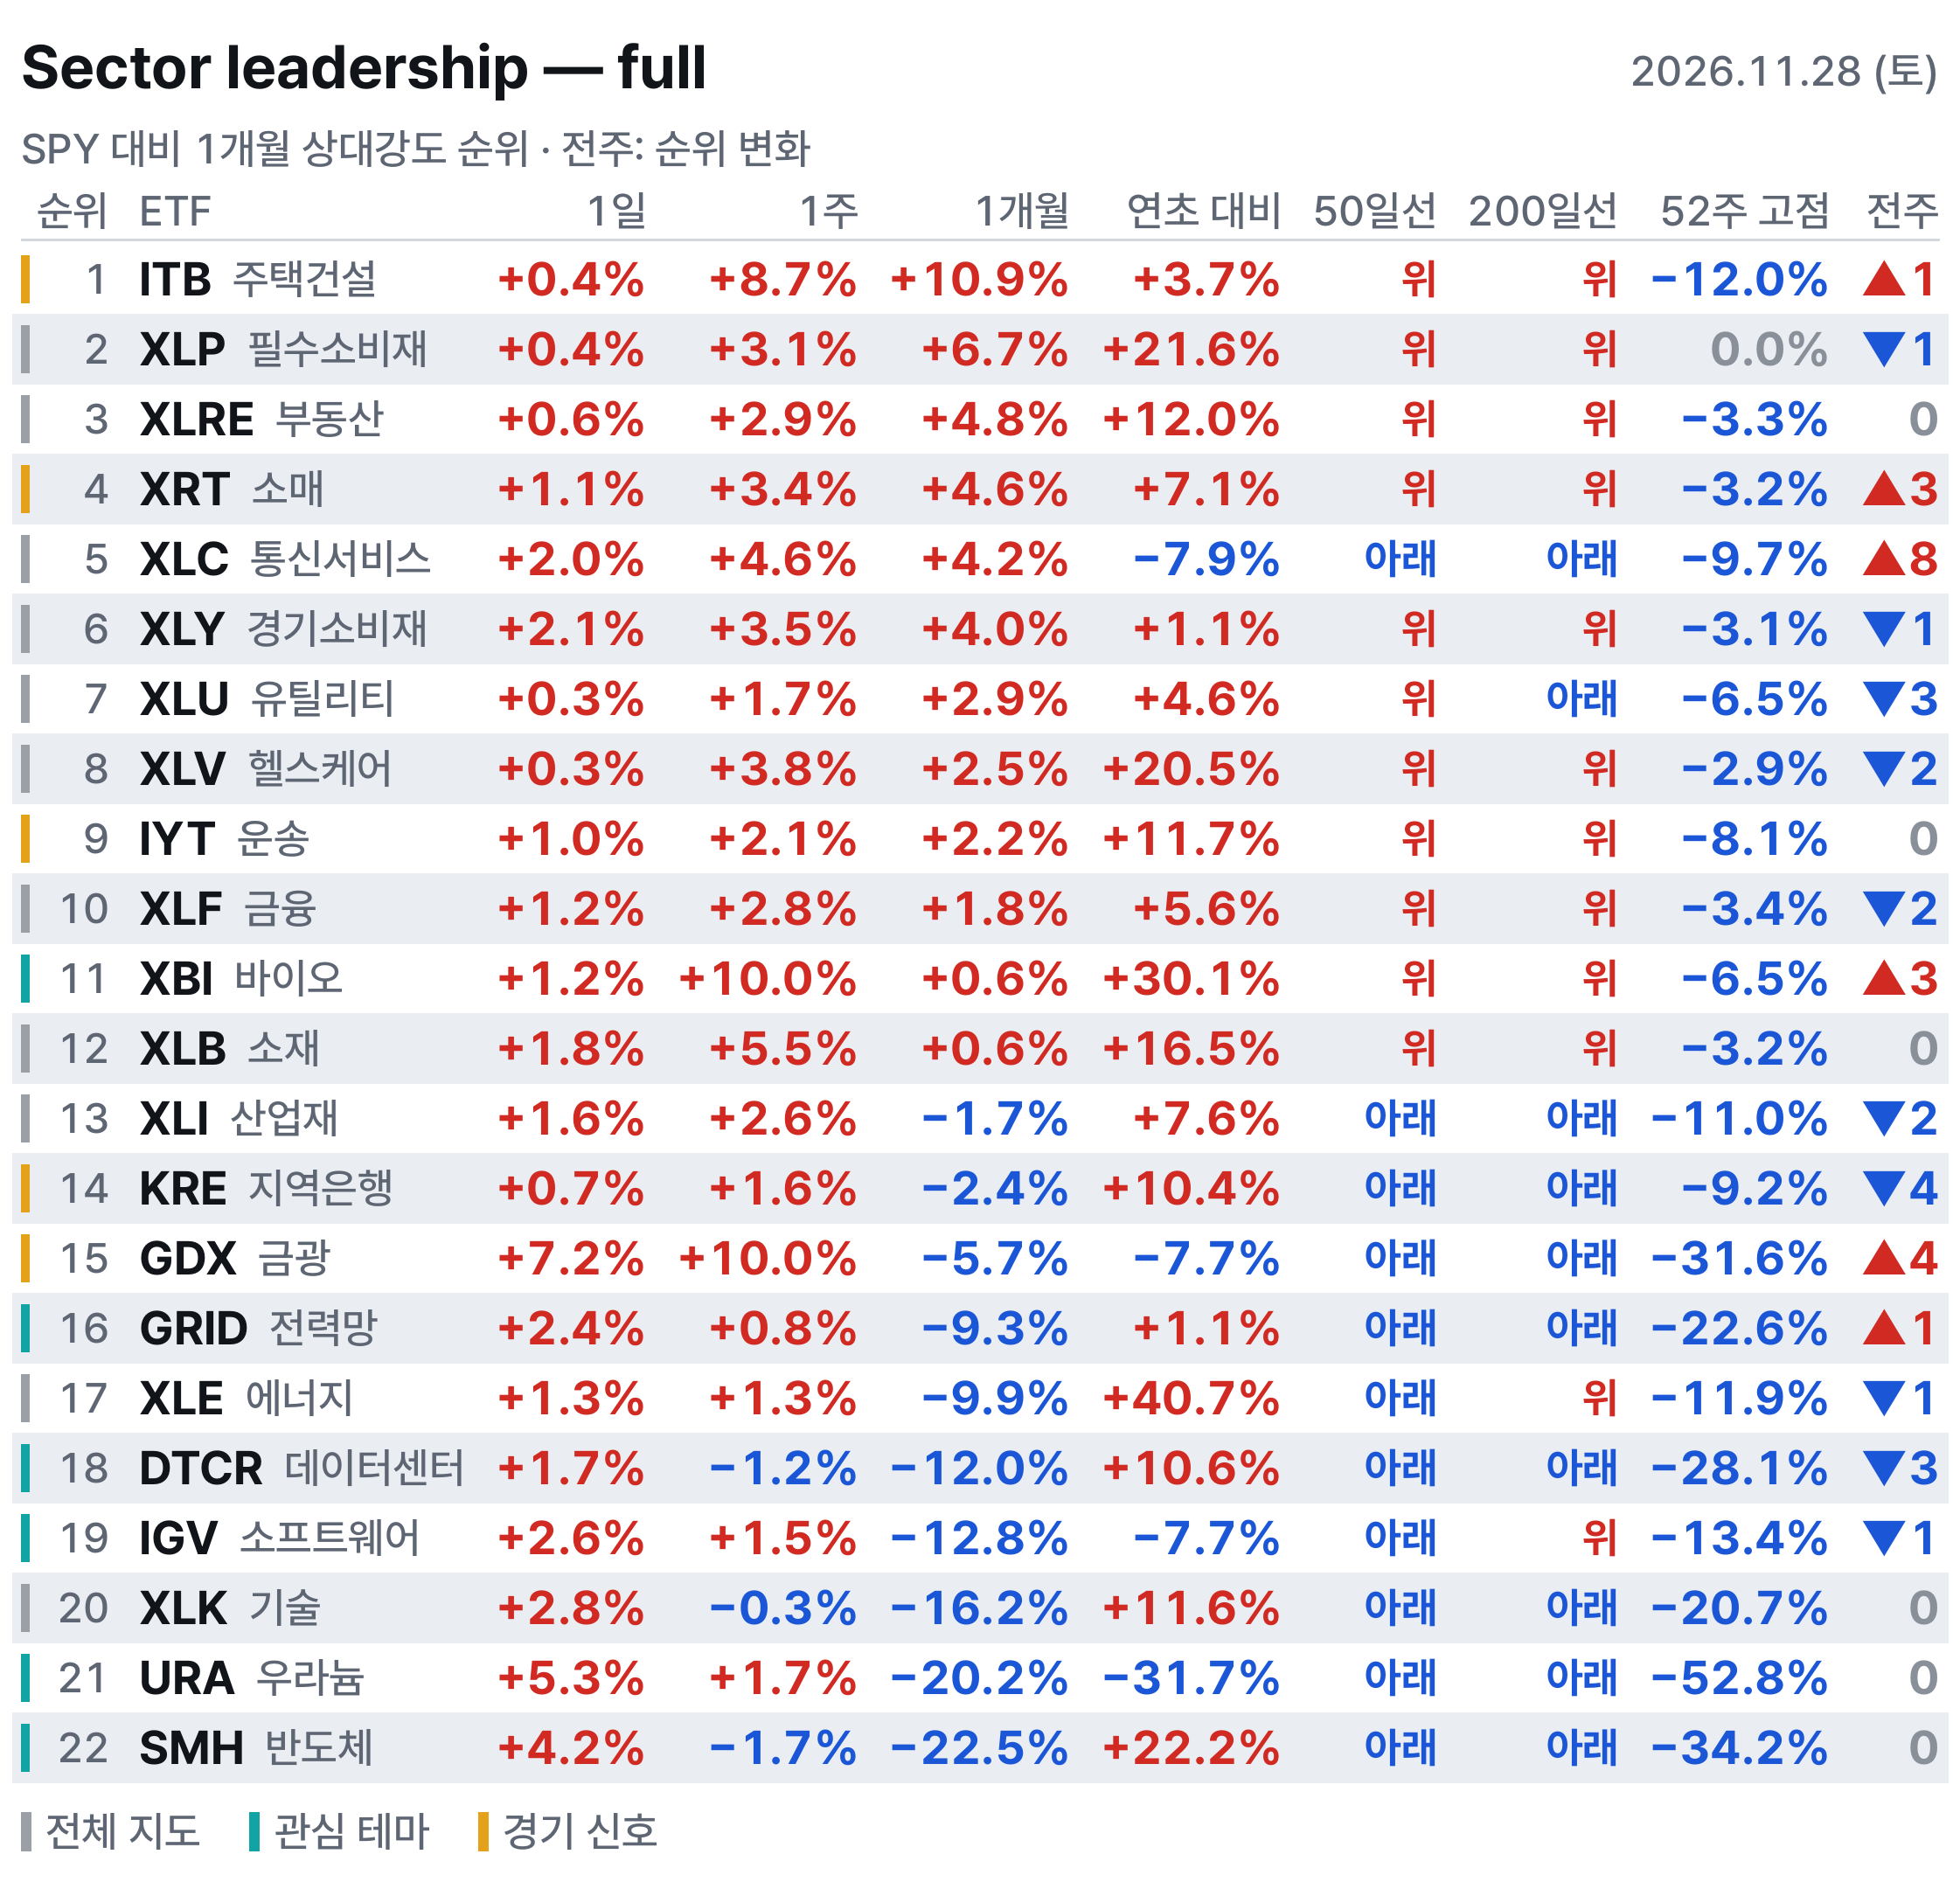 Sector leadership — full
2026.11.28 (토)
SPY 대비 1개월 상대강도 순위 · 전주: 순위 변화
순위 ETF 1일 1주 1개월 연초 대비 50일선 200일선 52주 고점 전주
1 ITB 주택건설 +0.4% +8.7% +10.9% +3.7% 위 위 −12.0% ▲1
2 XLP 필수소비재 +0.4% +3.1% +6.7% +21.6% 위 위 0.0% ▼1
3 XLRE 부동산 +0.6% +2.9% +4.8% +12.0% 위 위 −3.3% 0
4 XRT 소매 +1.1% +3.4% +4.6% +7.1% 위 위 −3.2% ▲3
5 XLC 통신서비스 +2.0% +4.6% +4.2% −7.9% 아래 아래 −9.7% ▲8
6 XLY 경기소비재 +2.1% +3.5% +4.0% +1.1% 위 위 −3.1% ▼1
7 XLU 유틸리티 +0.3% +1.7% +2.9% +4.6% 위 아래 −6.5% ▼3
8 XLV 헬스케어 +0.3% +3.8% +2.5% +20.5% 위 위 −2.9% ▼2
9 IYT 운송 +1.0% +2.1% +2.2% +11.7% 위 위 −8.1% 0
10 XLF 금융 +1.2% +2.8% +1.8% +5.6% 위 위 −3.4% ▼2
11 XBI 바이오 +1.2% +10.0% +0.6% +30.1% 위 위 −6.5% ▲3
12 XLB 소재 +1.8% +5.5% +0.6% +16.5% 위 위 −3.2% 0
13 XLI 산업재 +1.6% +2.6% −1.7% +7.6% 아래 아래 −11.0% ▼2
14 KRE 지역은행 +0.7% +1.6% −2.4% +10.4% 아래 아래 −9.2% ▼4
15 GDX 금광 +7.2% +10.0% −5.7% −7.7% 아래 아래 −31.6% ▲4
16 GRID 전력망 +2.4% +0.8% −9.3% +1.1% 아래 아래 −22.6% ▲1
17 XLE 에너지 +1.3% +1.3% −9.9% +40.7% 아래 위 −11.9% ▼1
18 DTCR 데이터센터 +1.7% −1.2% −12.0% +10.6% 아래 아래 −28.1% ▼3
19 IGV 소프트웨어 +2.6% +1.5% −12.8% −7.7% 아래 위 −13.4% ▼1
20 XLK 기술 +2.8% −0.3% −16.2% +11.6% 아래 아래 −20.7% 0
21 URA 우라늄 +5.3% +1.7% −20.2% −31.7% 아래 아래 −52.8% 0
22 SMH 반도체 +4.2% −1.7% −22.5% +22.2% 아래 아래 −34.2% 0
전체 지도 관심 테마 경기 신호